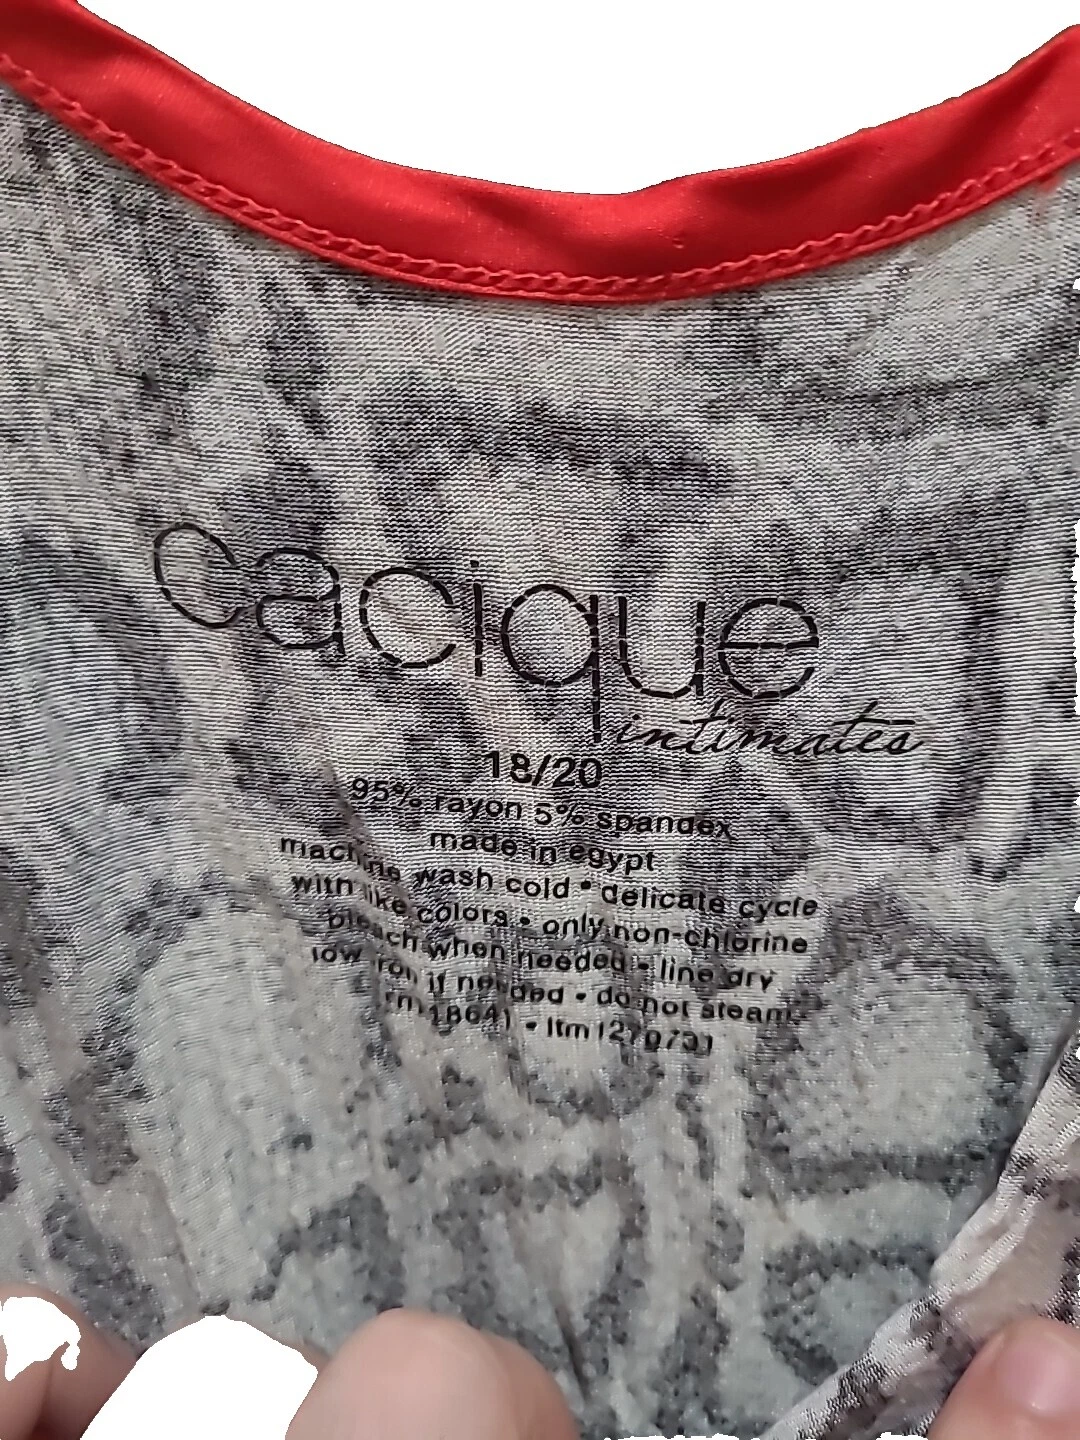 cacique
intimates
18/20
95% rayon 5% spandex
made in egypt
machine wash cold • delicate cycle
with like colors • only non-chlorine
bleach when needed • line dry
low iron if needed • do not steam